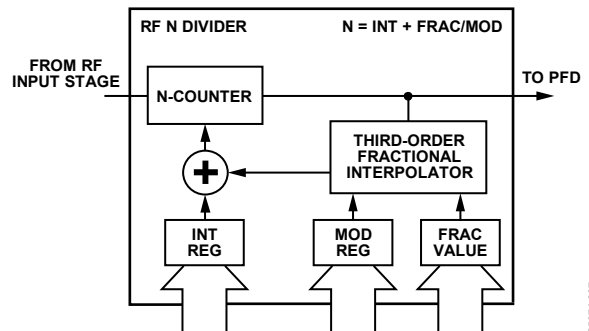 RF N DIVIDER
N = INT + FRAC/MOD
FROM RF
INPUT STAGE
TO PFD
N-COUNTER
THIRD-ORDER
FRACTIONAL
INTERPOLATOR
+
INT
REG
MOD
REG
FRAC
VALUE